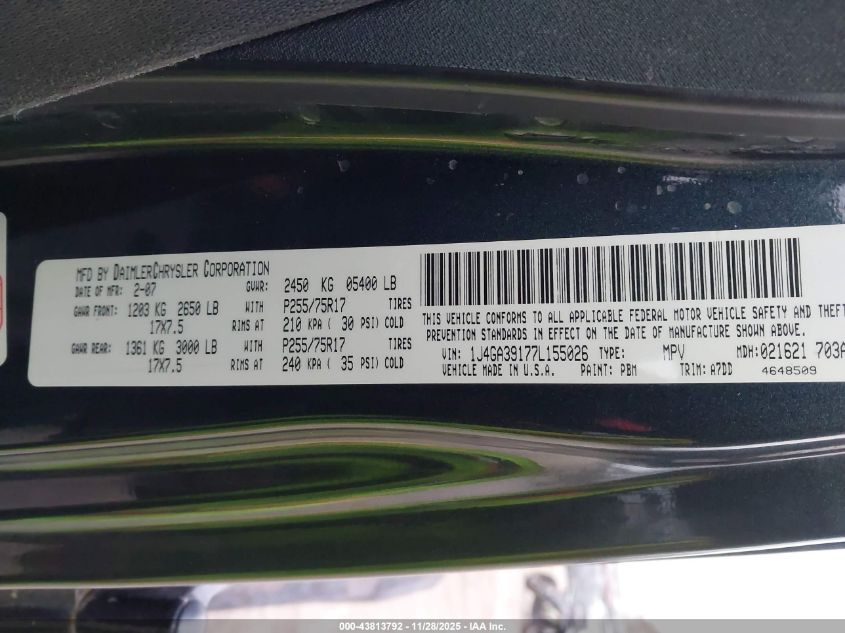 MFD BY DAIMLERCHRYSLER CORPORATION
DATE OF MFR: 2-07 GVWR: 2450 KG 05400 LB
GAWR FRONT: 1203 KG 2650 LB WITH P255/75R17 TIRES
17X7.5 RIMS AT 210 KPA ( 30 PSI) COLD
GAWR REAR: 1361 KG 3000 LB WITH P255/75R17 TIRES
17X7.5 RIMS AT 240 KPA ( 35 PSI) COLD
THIS VEHICLE CONFORMS TO ALL APPLICABLE FEDERAL MOTOR VEHICLE SAFETY AND THEFT
PREVENTION STANDARDS IN EFFECT ON THE DATE OF MANUFACTURE SHOWN ABOVE.
VIN: 1J4GA39177L155026 TYPE: MPV MDH: 021621 703A
VEHICLE MADE IN U.S.A. PAINT: PBM TRIM: A7DD 4648509
000-43813792 - 11/28/2025 - IAA Inc.